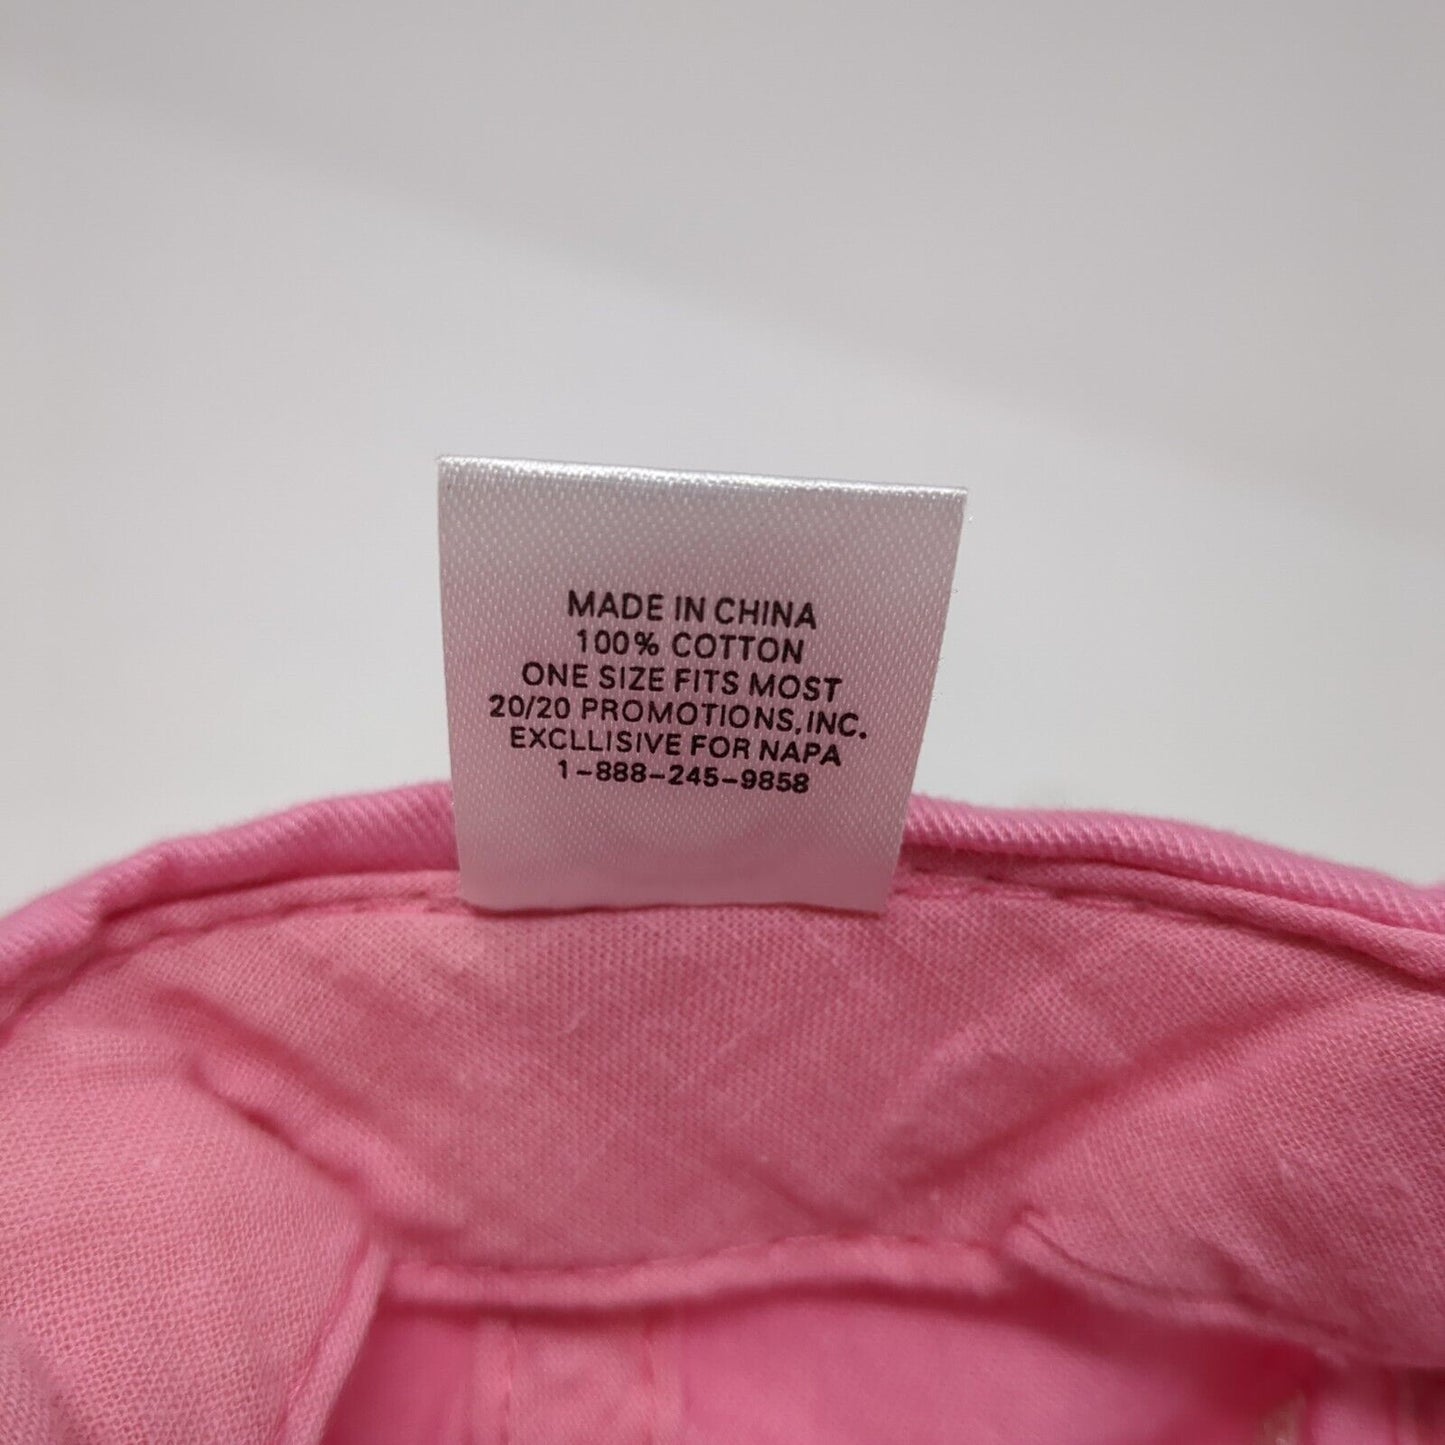 MADE IN CHINA
100% COTTON
ONE SIZE FITS MOST
20/20 PROMOTIONS, INC.
EXCLLISIVE FOR NAPA
1-888-245-9858